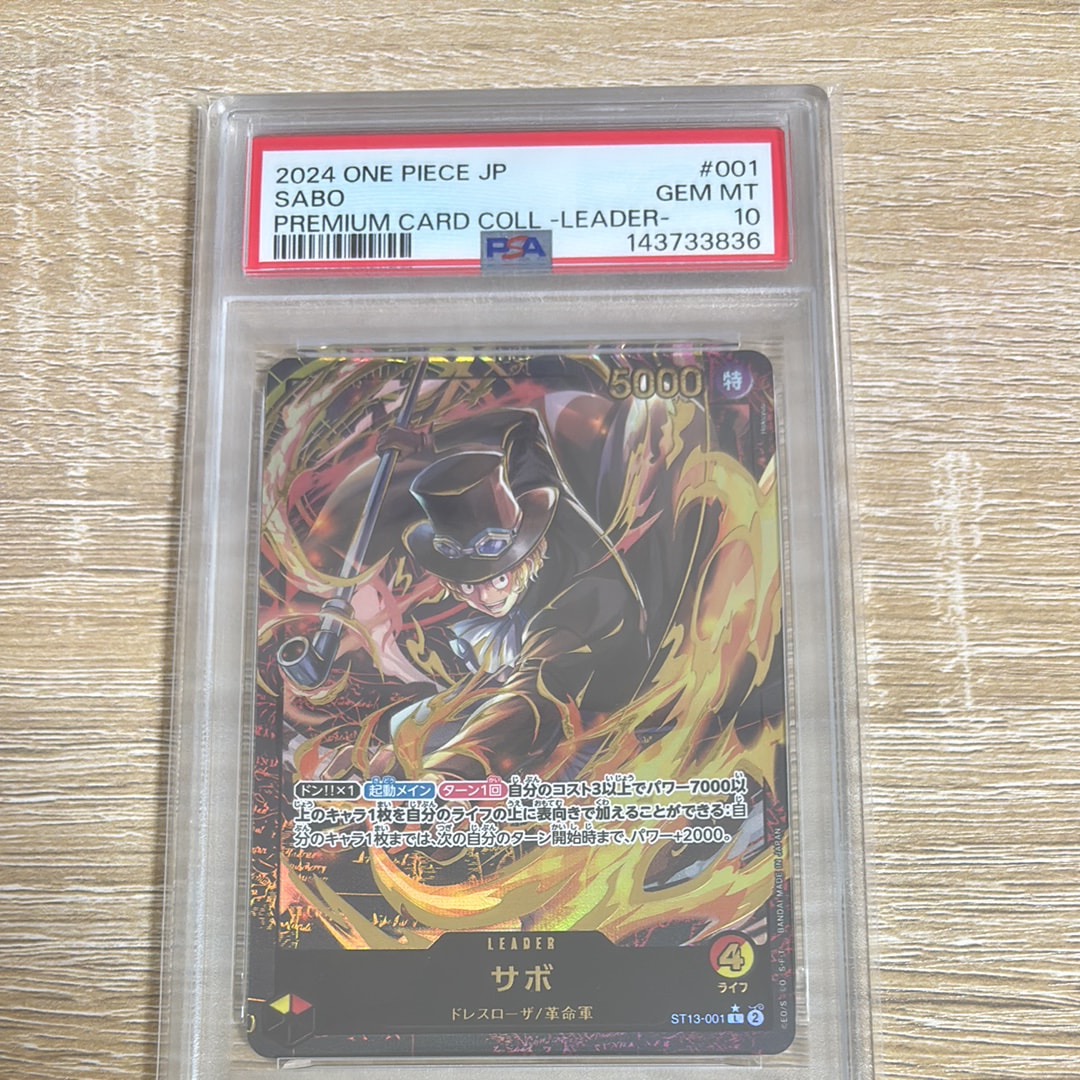 2024 ONE PIECE JP #001
SABO GEM MT
PREMIUM CARD COLL -LEADER- 10
PSA 143733836
5000 特
ドン!!×1 起動メイン ターン1回 自分のコスト3以上でパワー7000以
上のキャラ1枚を自分のライフの上に表向きで加えることができる：自
分のキャラ1枚までは、次の自分のターン開始時まで、パワー+2000。
BANDAI MADE IN JAPAN
LEADER
サボ
4
ライフ
ドレスローザ/革命軍
ST13-001 L 2